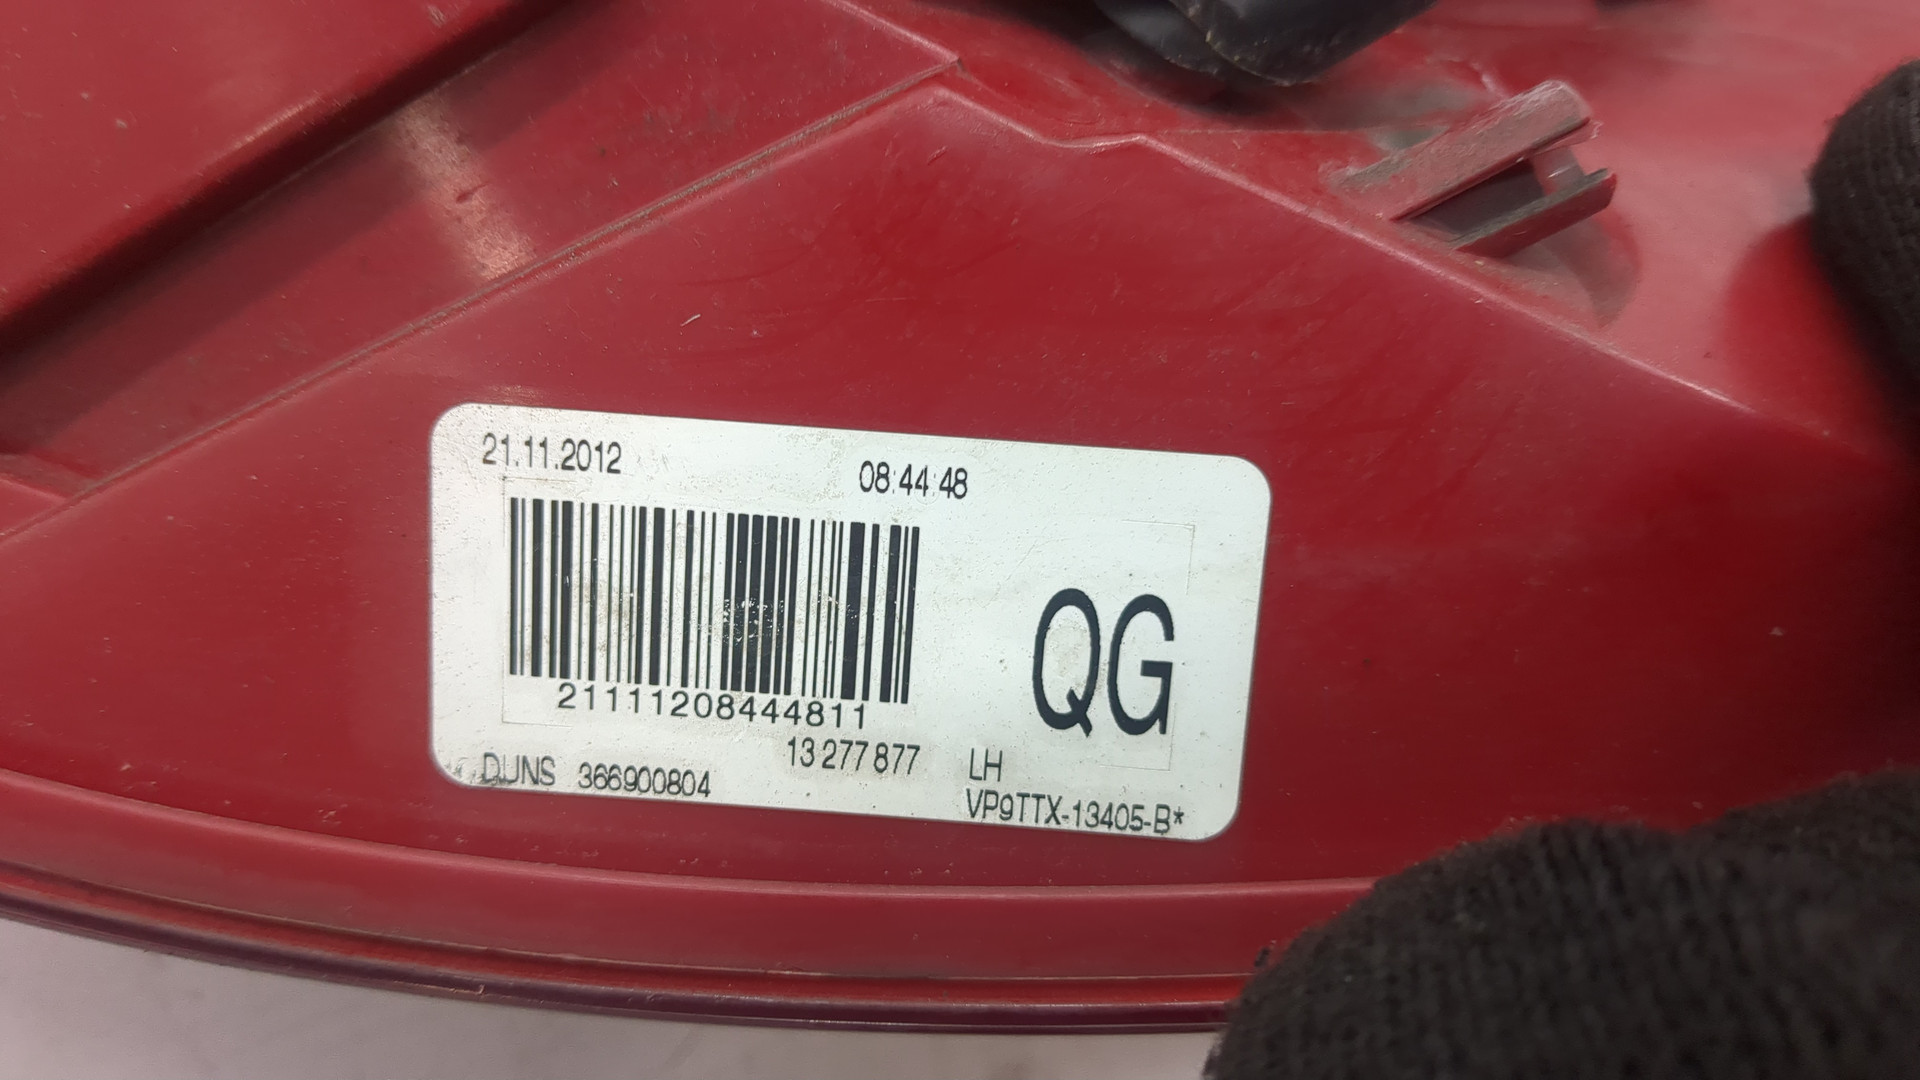 21.11.2012 08:44:48
21111208444811
QG
13 277 877
DUNS 366900804
LH
VP9TTX-13405-B*